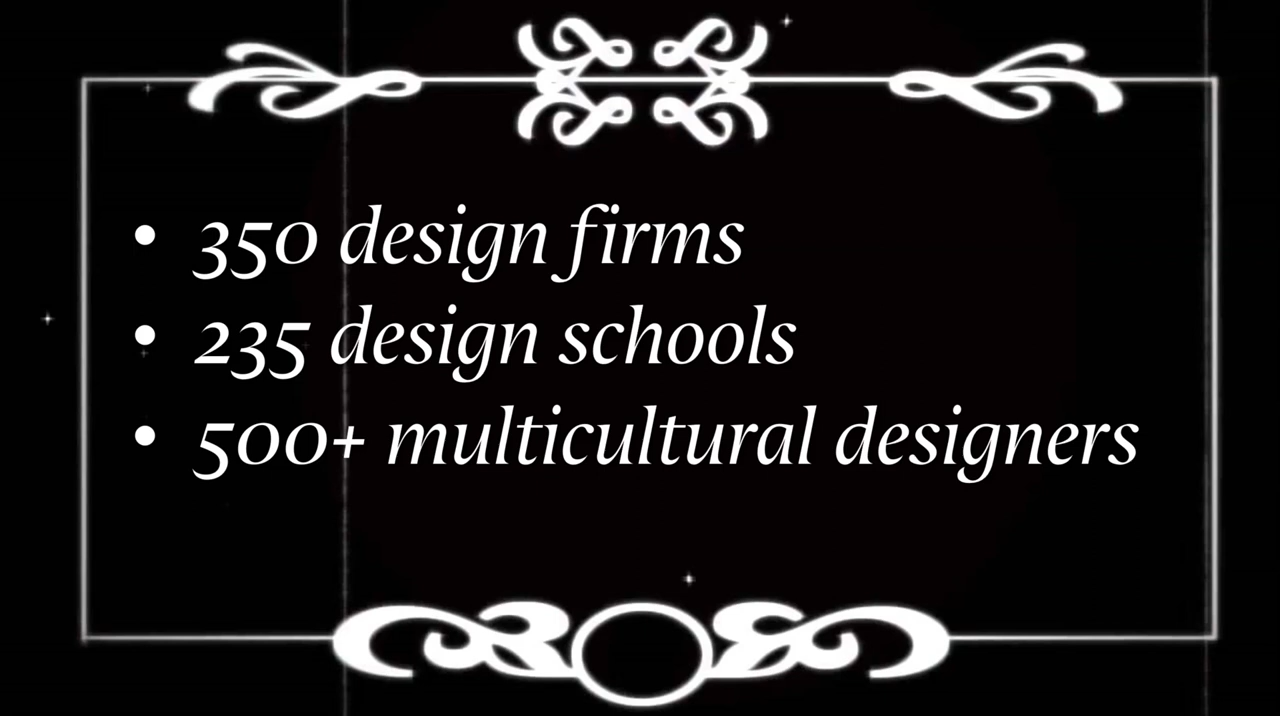 • 350 design firms
• 235 design schools
• 500+ multicultural designers